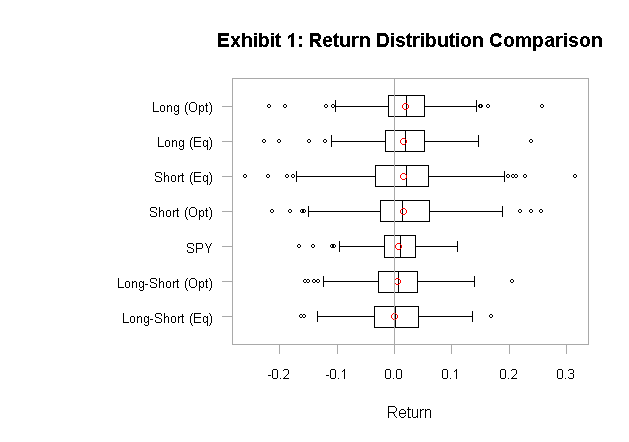 Exhibit 1: Return Distribution Comparison
Long (Opt)
Long (Eq)
Short (Eq)
Short (Opt)
SPY
Long-Short (Opt)
Long-Short (Eq)
-0.2 -0.1 0.0 0.1 0.2 0.3
Return